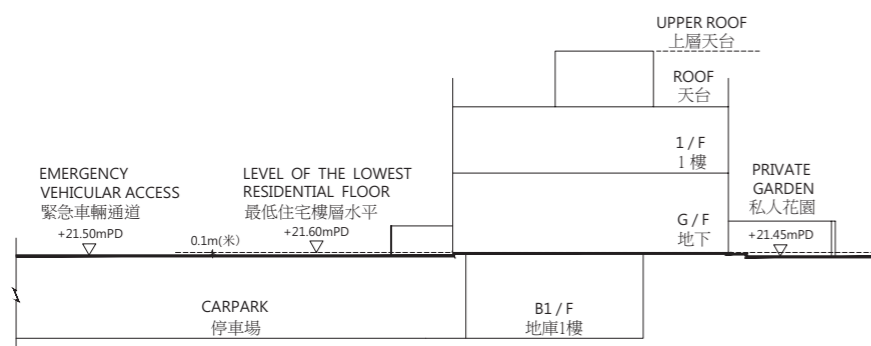 UPPER ROOF
上層天台
ROOF
天台
1 / F
1 樓
EMERGENCY
VEHICULAR ACCESS
緊急車輛通道
+21.50mPD
0.1m(米)
LEVEL OF THE LOWEST
RESIDENTIAL FLOOR
最低住宅樓層水平
+21.60mPD
G / F
地下
PRIVATE
GARDEN
私人花園
+21.45mPD
CARPARK
停車場
B1 / F
地庫1樓